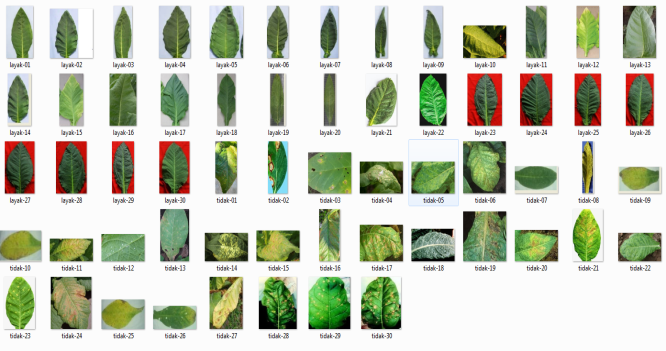 layak-01 layak-02 layak-03 layak-04 layak-05 layak-06 layak-07 layak-08 layak-09 layak-10 layak-11 layak-12 layak-13
layak-14 layak-15 layak-16 layak-17 layak-18 layak-19 layak-20 layak-21 layak-22 layak-23 layak-24 layak-25 layak-26
layak-27 layak-28 layak-29 layak-30 tidak-01 tidak-02 tidak-03 tidak-04 tidak-05 tidak-06 tidak-07 tidak-08 tidak-09
tidak-10 tidak-11 tidak-12 tidak-13 tidak-14 tidak-15 tidak-16 tidak-17 tidak-18 tidak-19 tidak-20 tidak-21 tidak-22
tidak-23 tidak-24 tidak-25 tidak-26 tidak-27 tidak-28 tidak-29 tidak-30